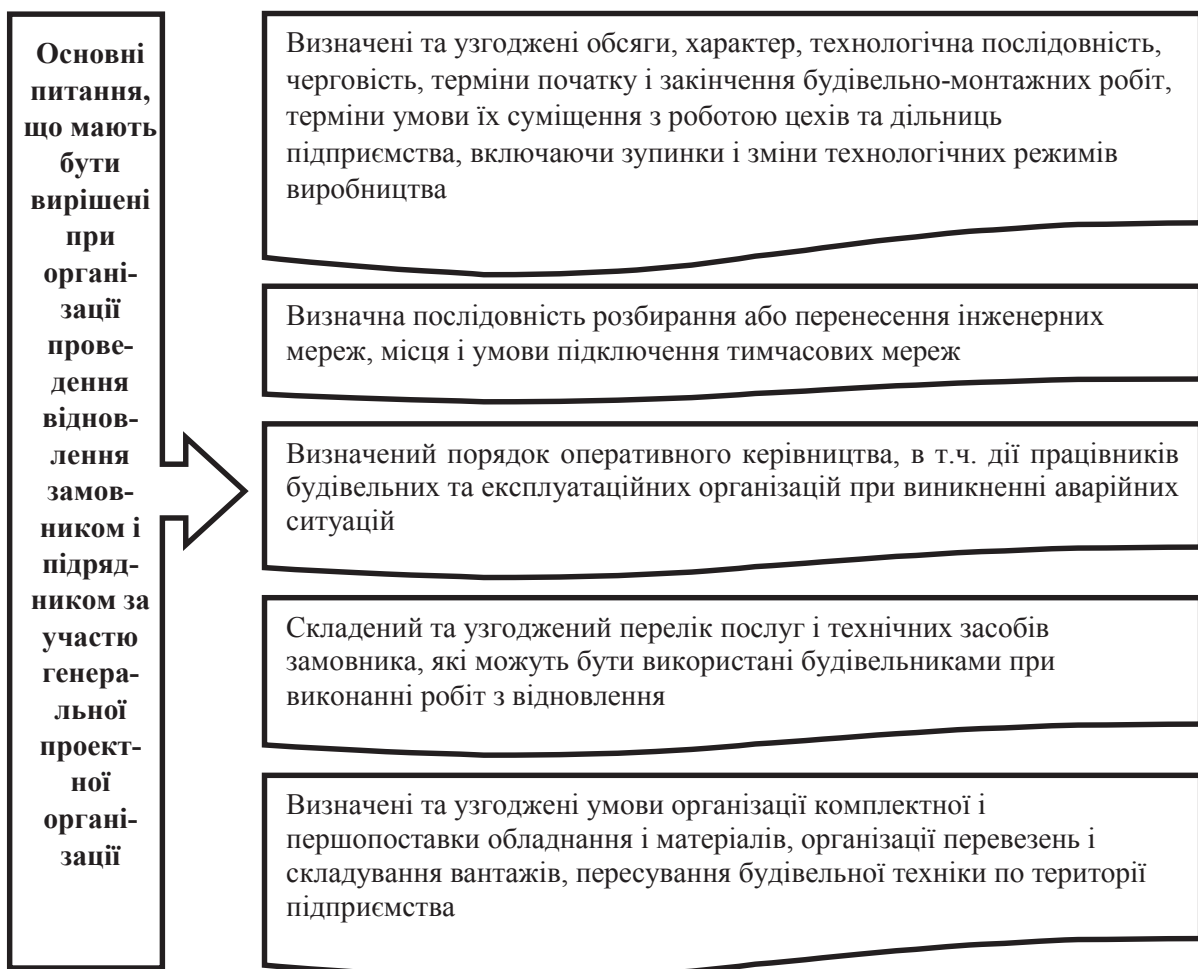 Основні
питання,
що мають
бути
вирішені
при
органі-
зації
прове-
дення
віднов-
лення
замов-
ником і
підряд-
ником за
участю
генера-
льної
проект-
ної
органі-
зації
Визначені та узгоджені обсяги, характер, технологічна послідовність,
черговість, терміни початку і закінчення будівельно-монтажних робіт,
терміни умови їх суміщення з роботою цехів та дільниць
підприємства, включаючи зупинки і зміни технологічних режимів
виробництва
Визначна послідовність розбирання або перенесення інженерних
мереж, місця і умови підключення тимчасових мереж
Визначений порядок оперативного керівництва, в т.ч. дії працівників
будівельних та експлуатаційних організацій при виникненні аварійних
ситуацій
Складений та узгоджений перелік послуг і технічних засобів
замовника, які можуть бути використані будівельниками при
виконанні робіт з відновлення
Визначені та узгоджені умови організації комплектної і
першопоставки обладнання і матеріалів, організації перевезень і
складування вантажів, пересування будівельної техніки по території
підприємства